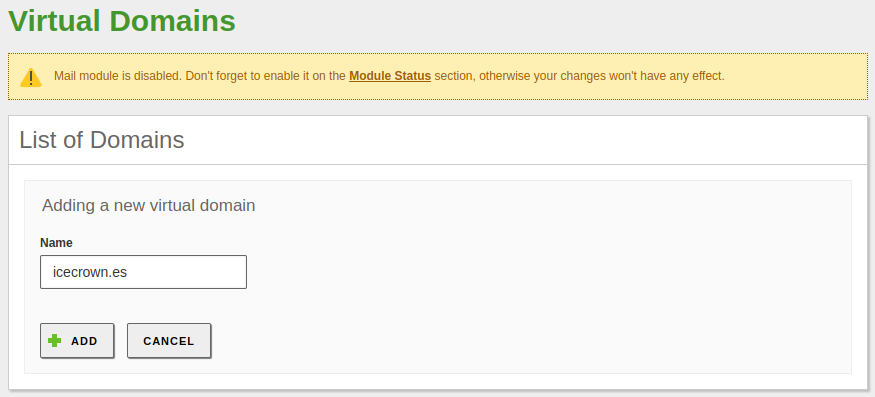 Virtual Domains
Mail module is disabled. Don't forget to enable it on the Module Status section, otherwise your changes won't have any effect.
List of Domains
Adding a new virtual domain
Name
icecrown.es
ADD
CANCEL